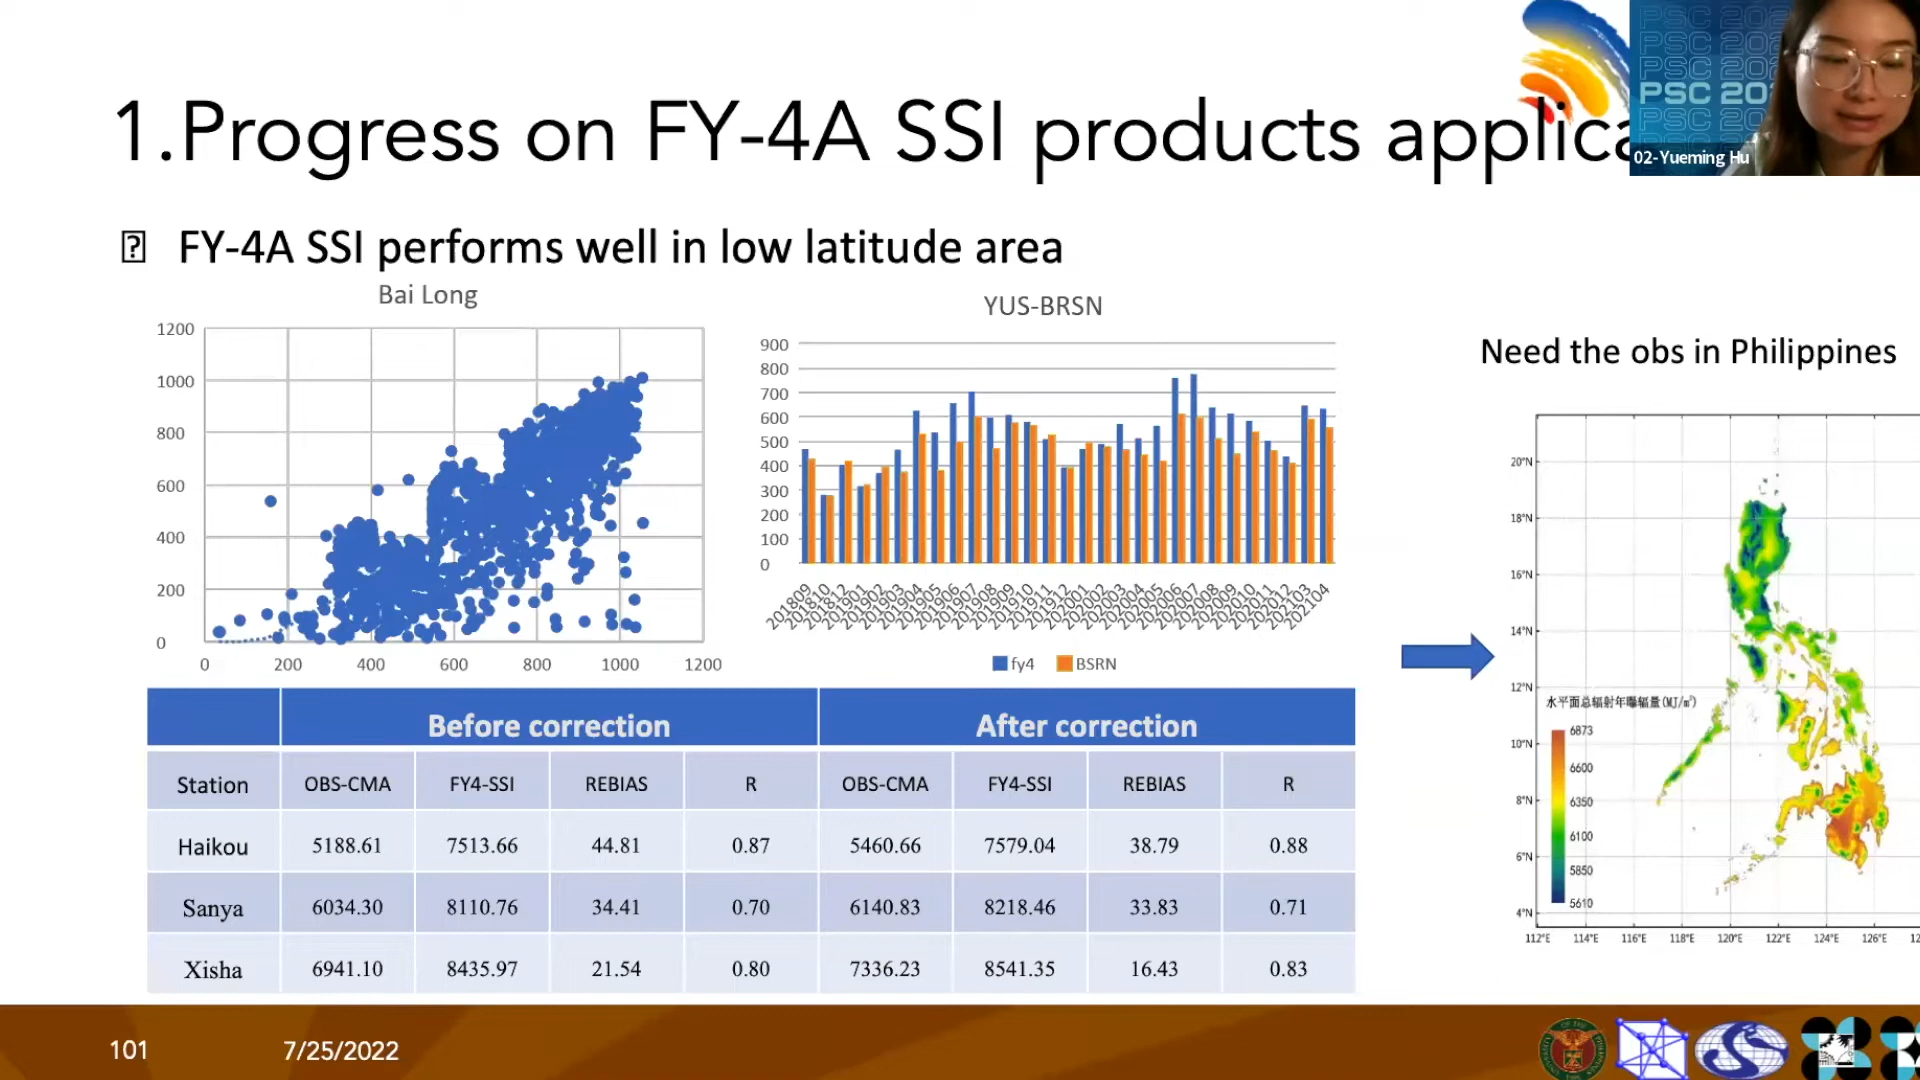 1.Progress on FY-4A SSI products applica
PSC 202
PSC 202
PSC 202
PSC 20
02-Yueming Hu
FY-4A SSI performs well in low latitude area
Bai Long
1200
1000
800
600
400
200
0
0 200 400 600 800 1000 1200
YUS-BRSN
900
800
700
600
500
400
300
200
100
0
201809 201810 201812 201901 201902 201903 201904 201905 201906 201907 201908 201909 201910 201911 201912 202001 202002 202003 202004 202005 202006 202007 202008 202009 202010 202011 202012 202103 202104
fy4 BSRN
Need the obs in Philippines
20°N
18°N
16°N
14°N
12°N
10°N
8°N
6°N
4°N
水平面总辐射年曝辐量(MJ/m²)
6873
6600
6350
6100
5850
5610
112°E 114°E 116°E 118°E 120°E 122°E 124°E 126°E 12
Before correction After correction
Station OBS-CMA FY4-SSI REBIAS R OBS-CMA FY4-SSI REBIAS R
Haikou 5188.61 7513.66 44.81 0.87 5460.66 7579.04 38.79 0.88
Sanya 6034.30 8110.76 34.41 0.70 6140.83 8218.46 33.83 0.71
Xisha 6941.10 8435.97 21.54 0.80 7336.23 8541.35 16.43 0.83
101 7/25/2022